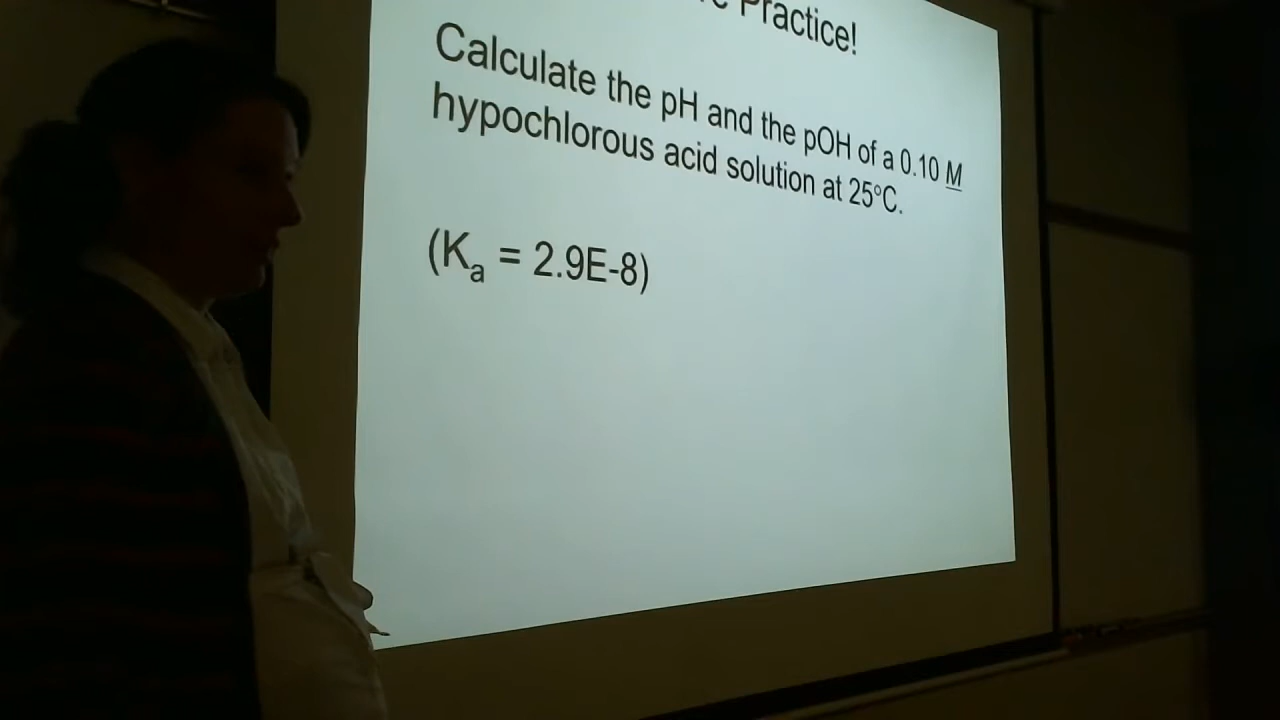 Practice!
Calculate the pH and the pOH of a 0.10 M
hypochlorous acid solution at 25°C.
(Ka = 2.9E-8)